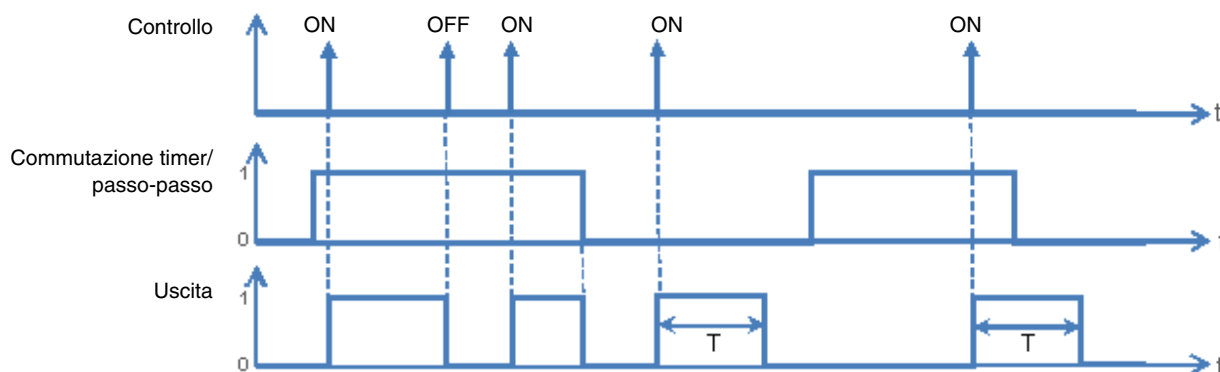 Controllo
ON OFF ON ON ON
t
Commutazione timer/
passo-passo
1
0
Uscita
1
T T
0
t